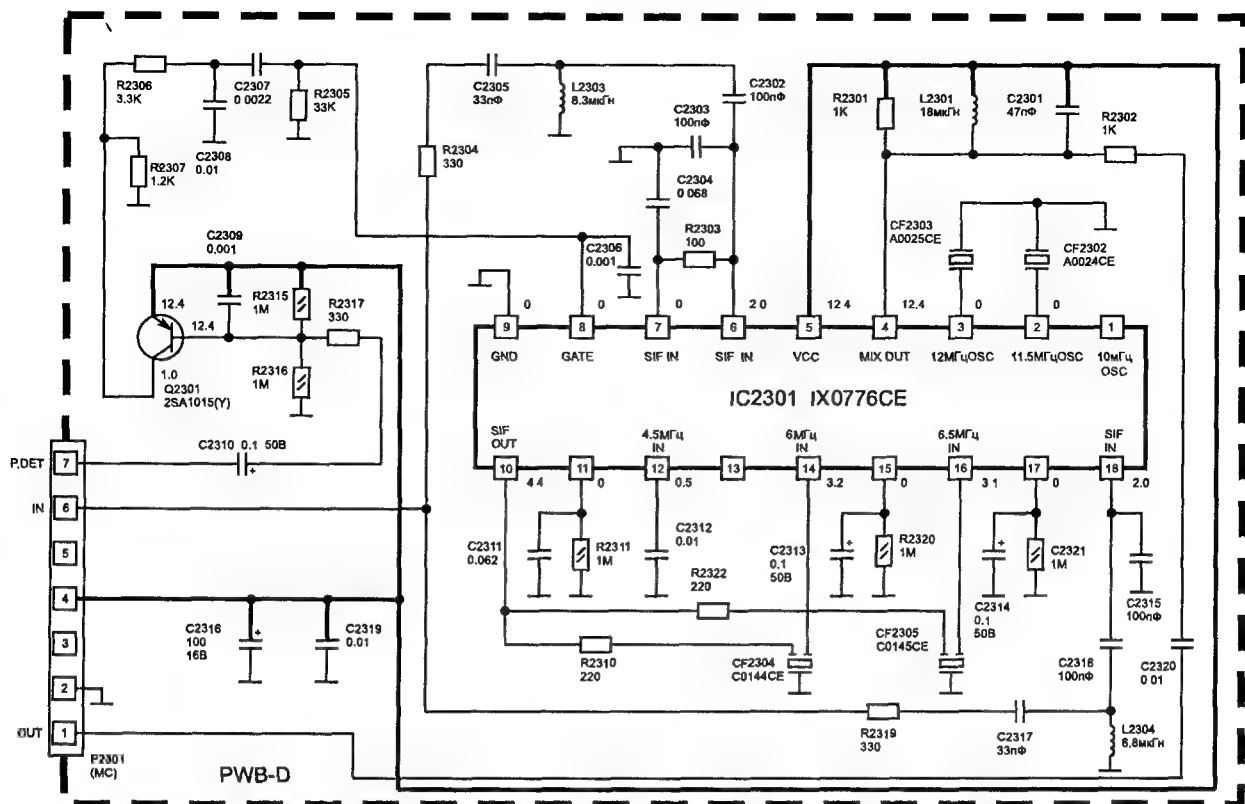 R2306
3.3K
C2307
0 0022
R2305
33K
C2308
0.01
R2307
1.2K
C2305
33пФ
L2303
8.3мкГн
C2302
100пФ
C2303
100пФ
R2304
330
C2304
0 068
R2303
100
C2306
0.001
R2301
1K
L2301
18мкГн
C2301
47пФ
R2302
1K
CF2303
A0025CE
CF2302
A0024CE
C2309
0,001
12.4
R2315
1M
R2317
330
12.4
1.0
Q2301
2SA1015(Y)
R2316
1M
0
0
0
2 0
12 4
12.4
0
0
9
8
7
6
5
4
3
2
1
GND
GATE
SIF IN
SIF IN
VCC
MIX OUT
12МГцOSC
11.5МГцOSC
10мГц
OSC
IC2301 IX0776CE
SIF
OUT
4.5МГц
IN
6МГц
IN
6.5МГц
IN
SIF
IN
10
11
12
13
14
15
16
17
18
4 4
0
0.5
3.2
0
3 1
0
2.0
C2310 0.1 50В
P.DET
7
IN
6
5
4
3
2
OUT
1
P2301
(MC)
C2311
0.062
R2311
1M
C2312
0.01
C2313
0.1
50В
R2320
1M
C2314
0.1
50В
C2321
1M
C2315
100пФ
R2322
220
R2310
220
CF2304
C0144CE
CF2305
C0145CE
C2316
100
16В
C2319
0.01
C2318
100пФ
C2320
0 01
R2319
330
C2317
33пФ
L2304
6,8мкГн
PWB-D